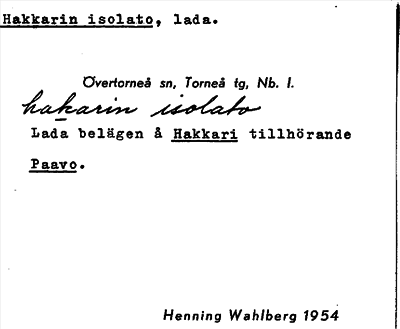 Hakkarin isolato, lada.
Övertorneå sn, Torneå tg, Nb. l.
hakarin isolato
Lada belägen å Hakkari tillhörande
Paavo.
Henning Wahlberg 1954